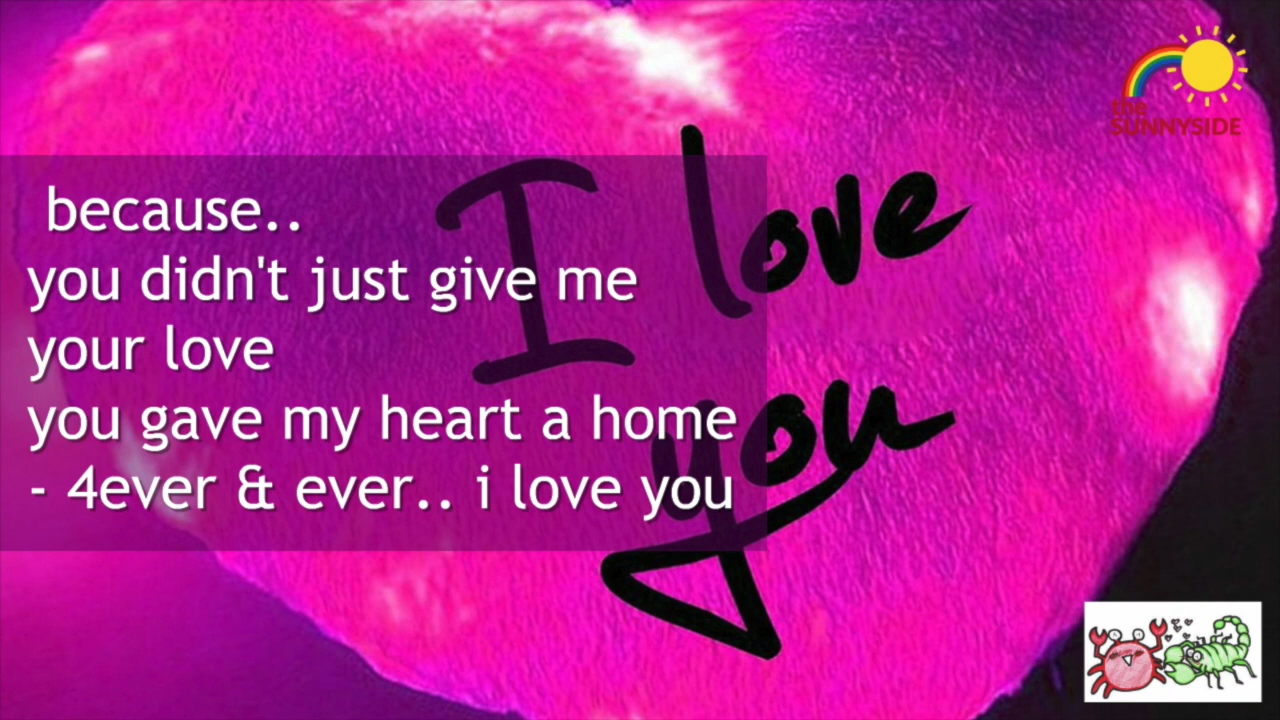 because..
you didn't just give me
your love
you gave my heart a home
- 4ever & ever.. i love you
I love
you
the
SUNNYSIDE